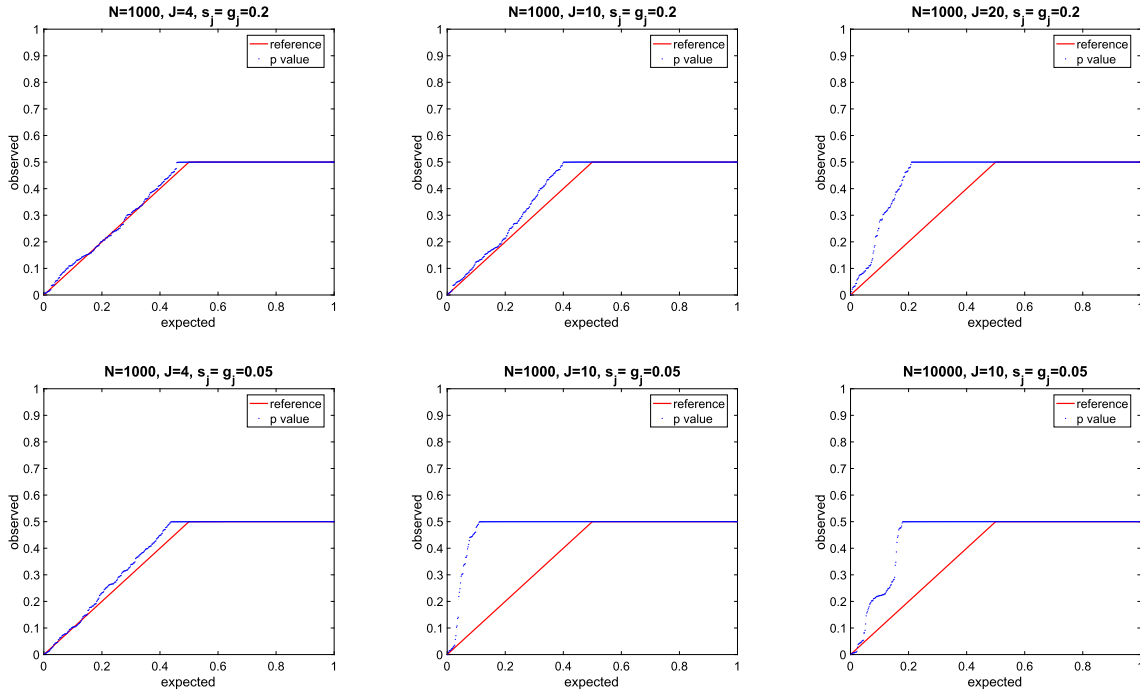 N=1000, J=4, s_j= g_j=0.2
1
0.9
0.8
0.7
0.6
0.5
0.4
0.3
0.2
0.1
0
observed
reference
p value
0 0.2 0.4 0.6 0.8 1
expected
N=1000, J=10, s_j= g_j=0.2
1
0.9
0.8
0.7
0.6
0.5
0.4
0.3
0.2
0.1
0
observed
reference
p value
0 0.2 0.4 0.6 0.8 1
expected
N=1000, J=20, s_j= g_j=0.2
1
0.9
0.8
0.7
0.6
0.5
0.4
0.3
0.2
0.1
0
observed
reference
p value
0 0.2 0.4 0.6 0.8 1
expected
N=1000, J=4, s_j= g_j=0.05
1
0.9
0.8
0.7
0.6
0.5
0.4
0.3
0.2
0.1
0
observed
reference
p value
0 0.2 0.4 0.6 0.8 1
expected
N=1000, J=10, s_j= g_j=0.05
1
0.9
0.8
0.7
0.6
0.5
0.4
0.3
0.2
0.1
0
observed
reference
p value
0 0.2 0.4 0.6 0.8 1
expected
N=10000, J=10, s_j= g_j=0.05
1
0.9
0.8
0.7
0.6
0.5
0.4
0.3
0.2
0.1
0
observed
reference
p value
0 0.2 0.4 0.6 0.8 1
expected